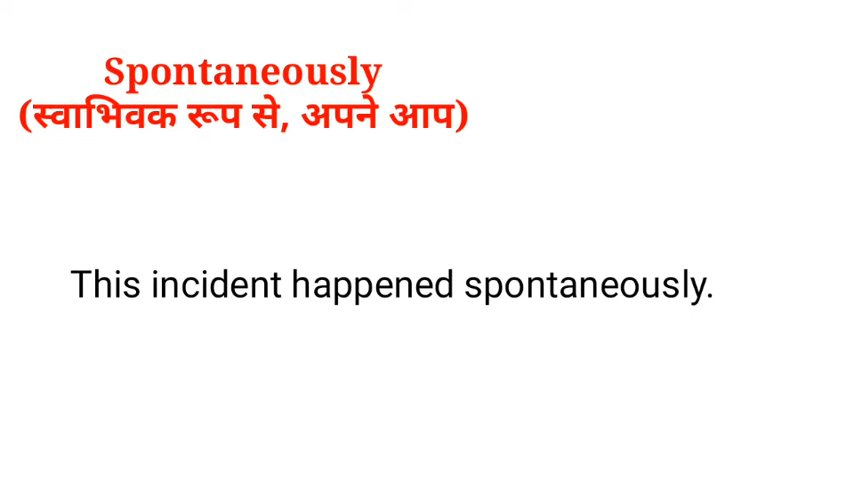 Spontaneously
(स्वाभिवक रूप से, अपने आप)
This incident happened spontaneously.